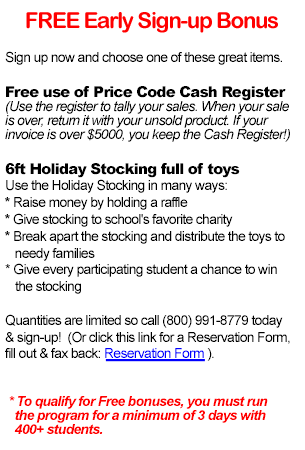 FREE Early Sign-up Bonus
Sign up now and choose one of these great items.
Free use of Price Code Cash Register
(Use the register to tally your sales. When your sale
is over, return it with your unsold product. If your
invoice is over $5000, you keep the Cash Register!)
6ft Holiday Stocking full of toys
Use the Holiday Stocking in many ways:
* Raise money by holding a raffle
* Give stocking to school's favorite charity
* Break apart the stocking and distribute the toys to
needy families
* Give every participating student a chance to win
the stocking
Quantities are limited so call (800) 991-8779 today
& sign-up! (Or click this link for a Reservation Form,
fill out & fax back: Reservation Form ).
* To qualify for Free bonuses, you must run
the program for a minimum of 3 days with
400+ students.